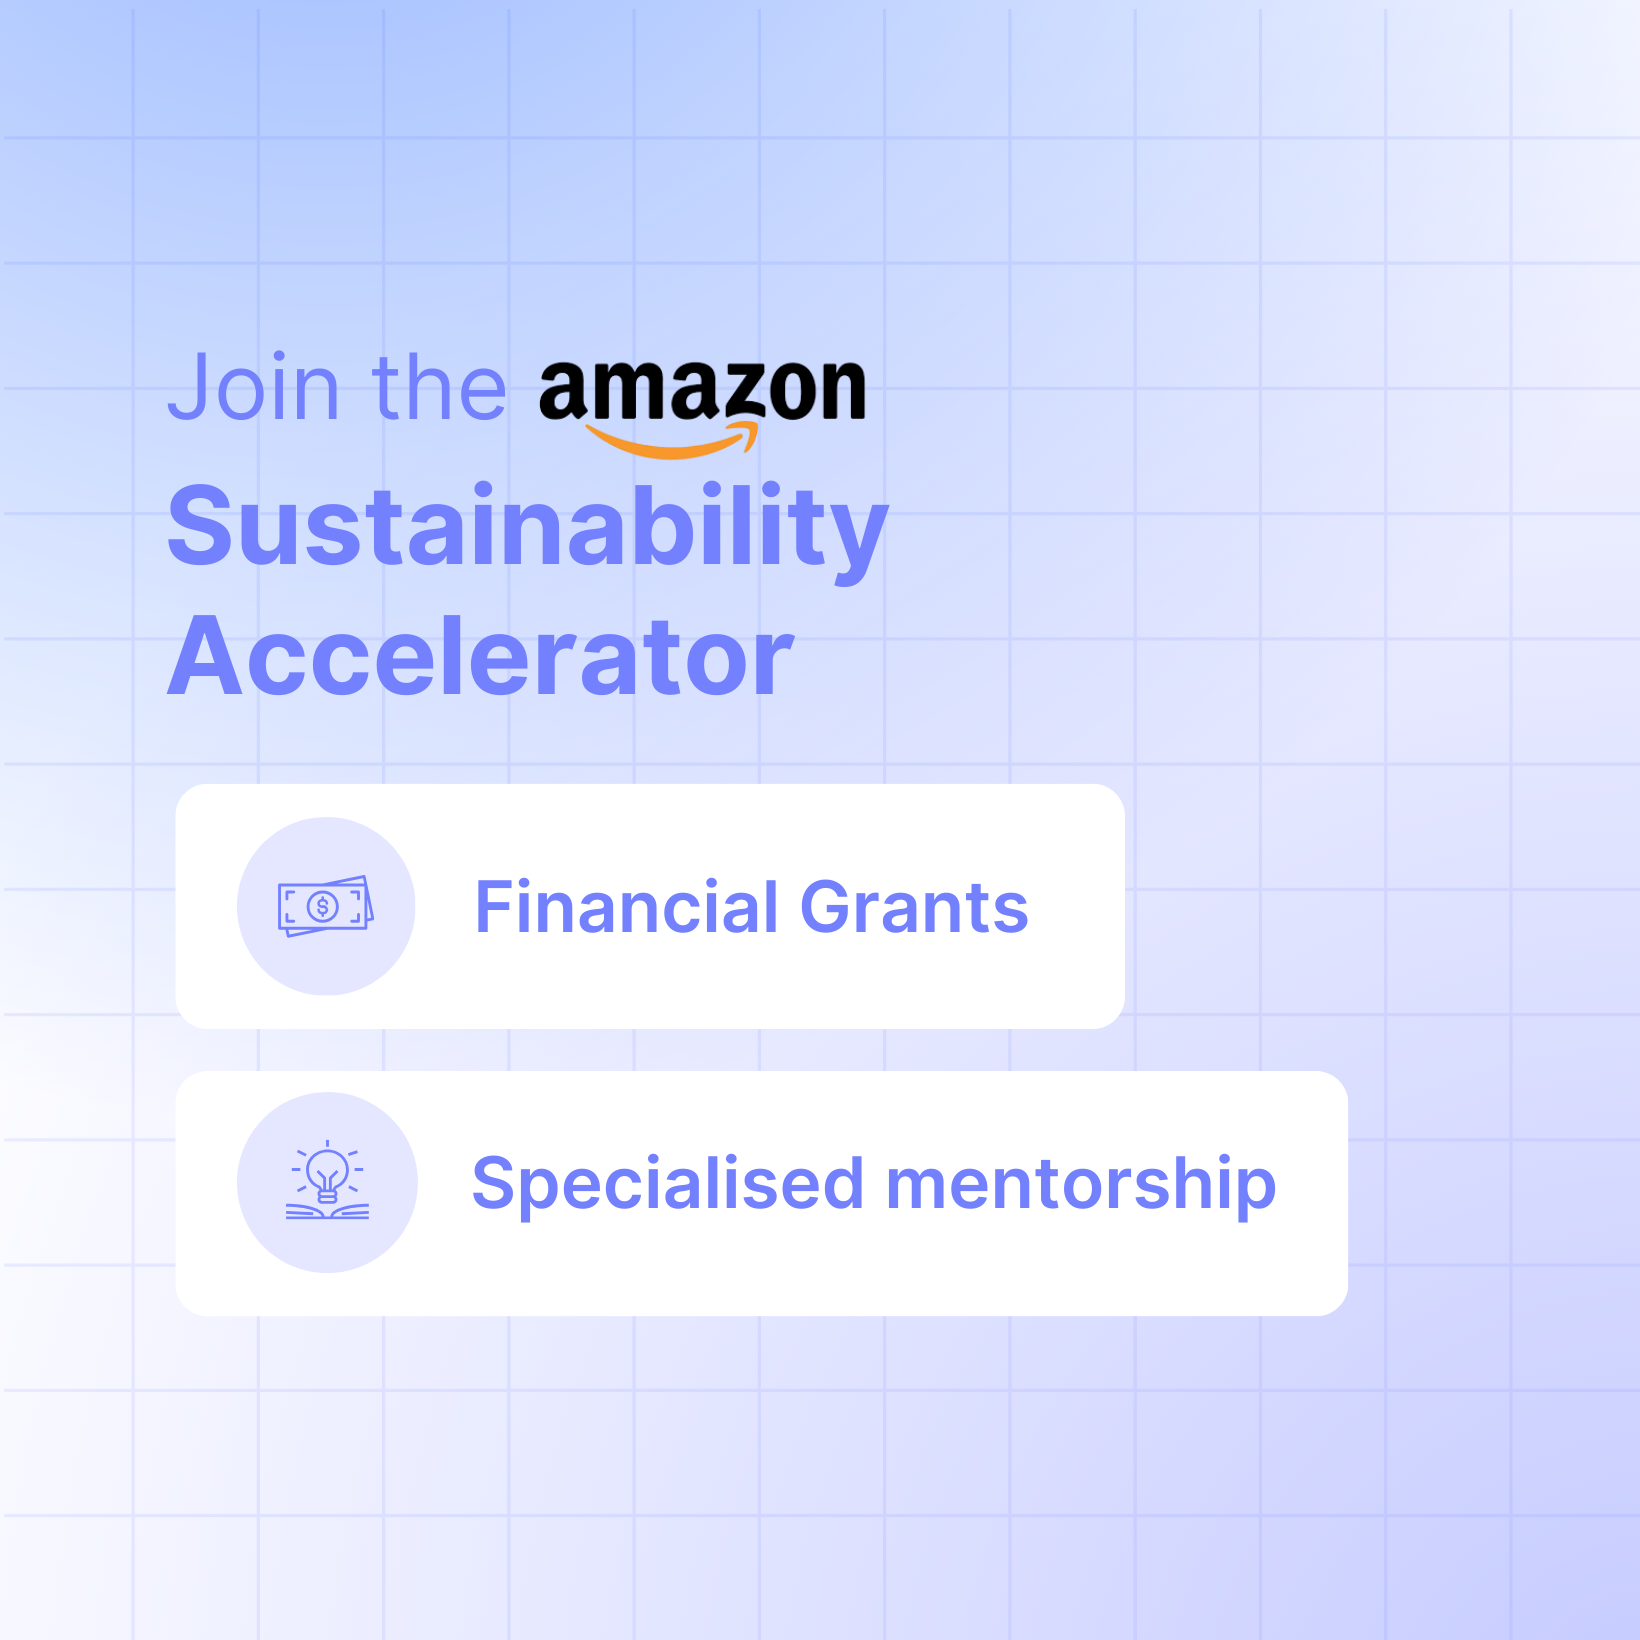 Join the amazon
Sustainability
Accelerator
$
Financial Grants
Specialised mentorship